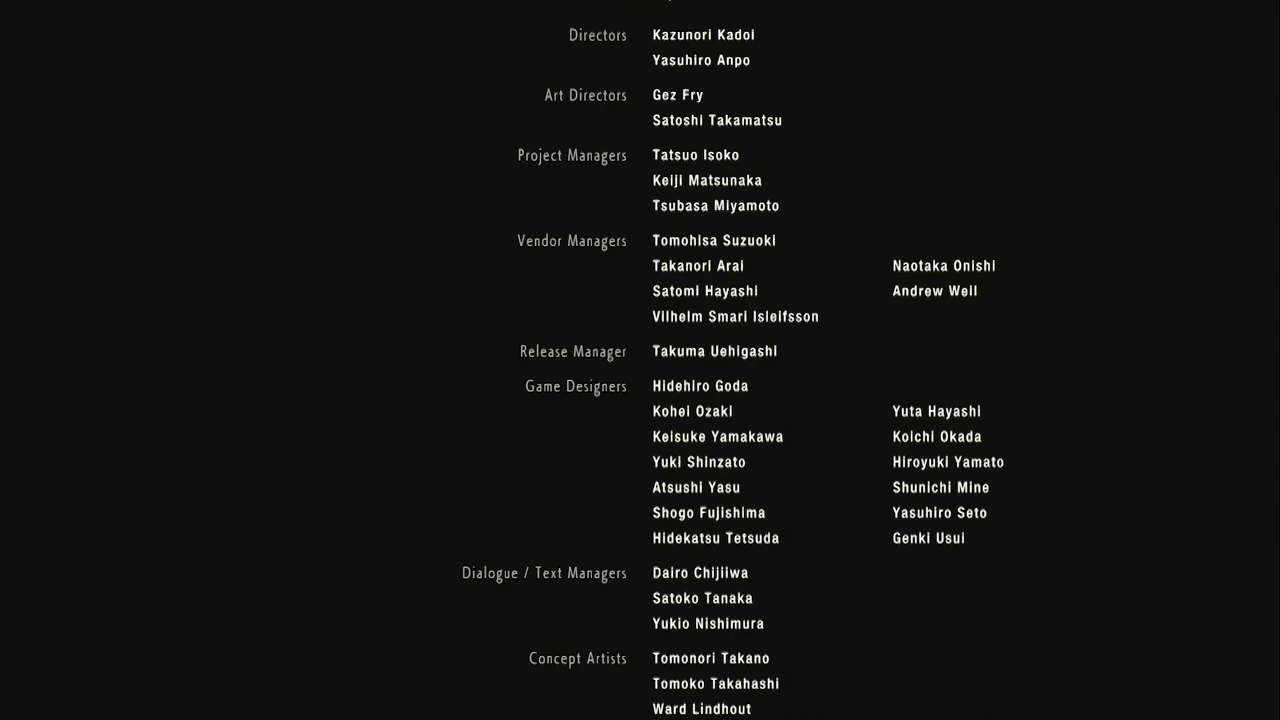 Directors Kazunori Kadoi
Yasuhiro Anpo
Art Directors Gez Fry
Satoshi Takamatsu
Project Managers Tatsuo Isoko
Keiji Matsunaka
Tsubasa Miyamoto
Vendor Managers Tomohisa Suzuoki
Takanori Arai Naotaka Onishi
Satomi Hayashi Andrew Weil
Vilhelm Smari Isleifsson
Release Manager Takuma Uehigashi
Game Designers Hidehiro Goda
Kohei Ozaki Yuta Hayashi
Keisuke Yamakawa Koichi Okada
Yuki Shinzato Hiroyuki Yamato
Atsushi Yasu Shunichi Mine
Shogo Fujishima Yasuhiro Seto
Hidekatsu Tetsuda Genki Usui
Dialogue / Text Managers Dairo Chijiiwa
Satoko Tanaka
Yukio Nishimura
Concept Artists Tomonori Takano
Tomoko Takahashi
Ward Lindhout